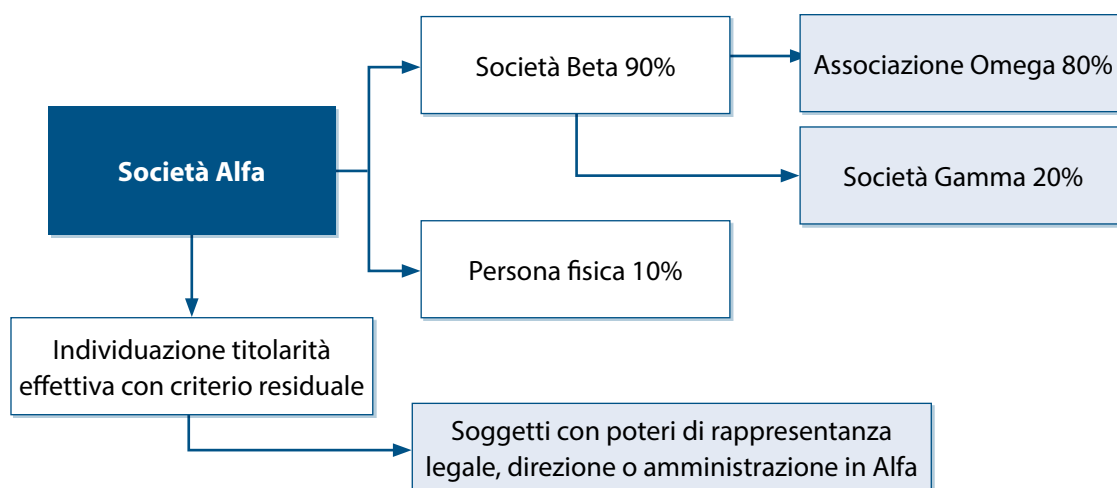 Società Alfa
Società Beta 90%
Associazione Omega 80%
Società Gamma 20%
Persona fisica 10%
Individuazione titolarità
effettiva con criterio residuale
Soggetti con poteri di rappresentanza
legale, direzione o amministrazione in Alfa